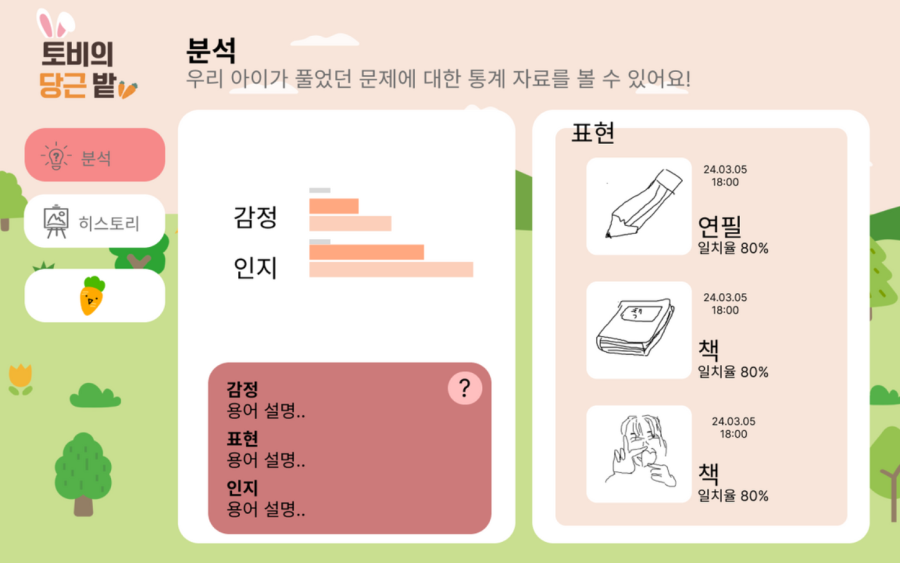 토비의
당근 밭
분석
우리 아이가 풀었던 문제에 대한 통계 자료를 볼 수 있어요!
분석
히스토리
감정
인지
감정
용어 설명..
표현
용어 설명..
인지
용어 설명..
?
표현
24.03.05
18:00
연필
일치율 80%
24.03.05
18:00
책
일치율 80%
24.03.05
18:00
책
일치율 80%